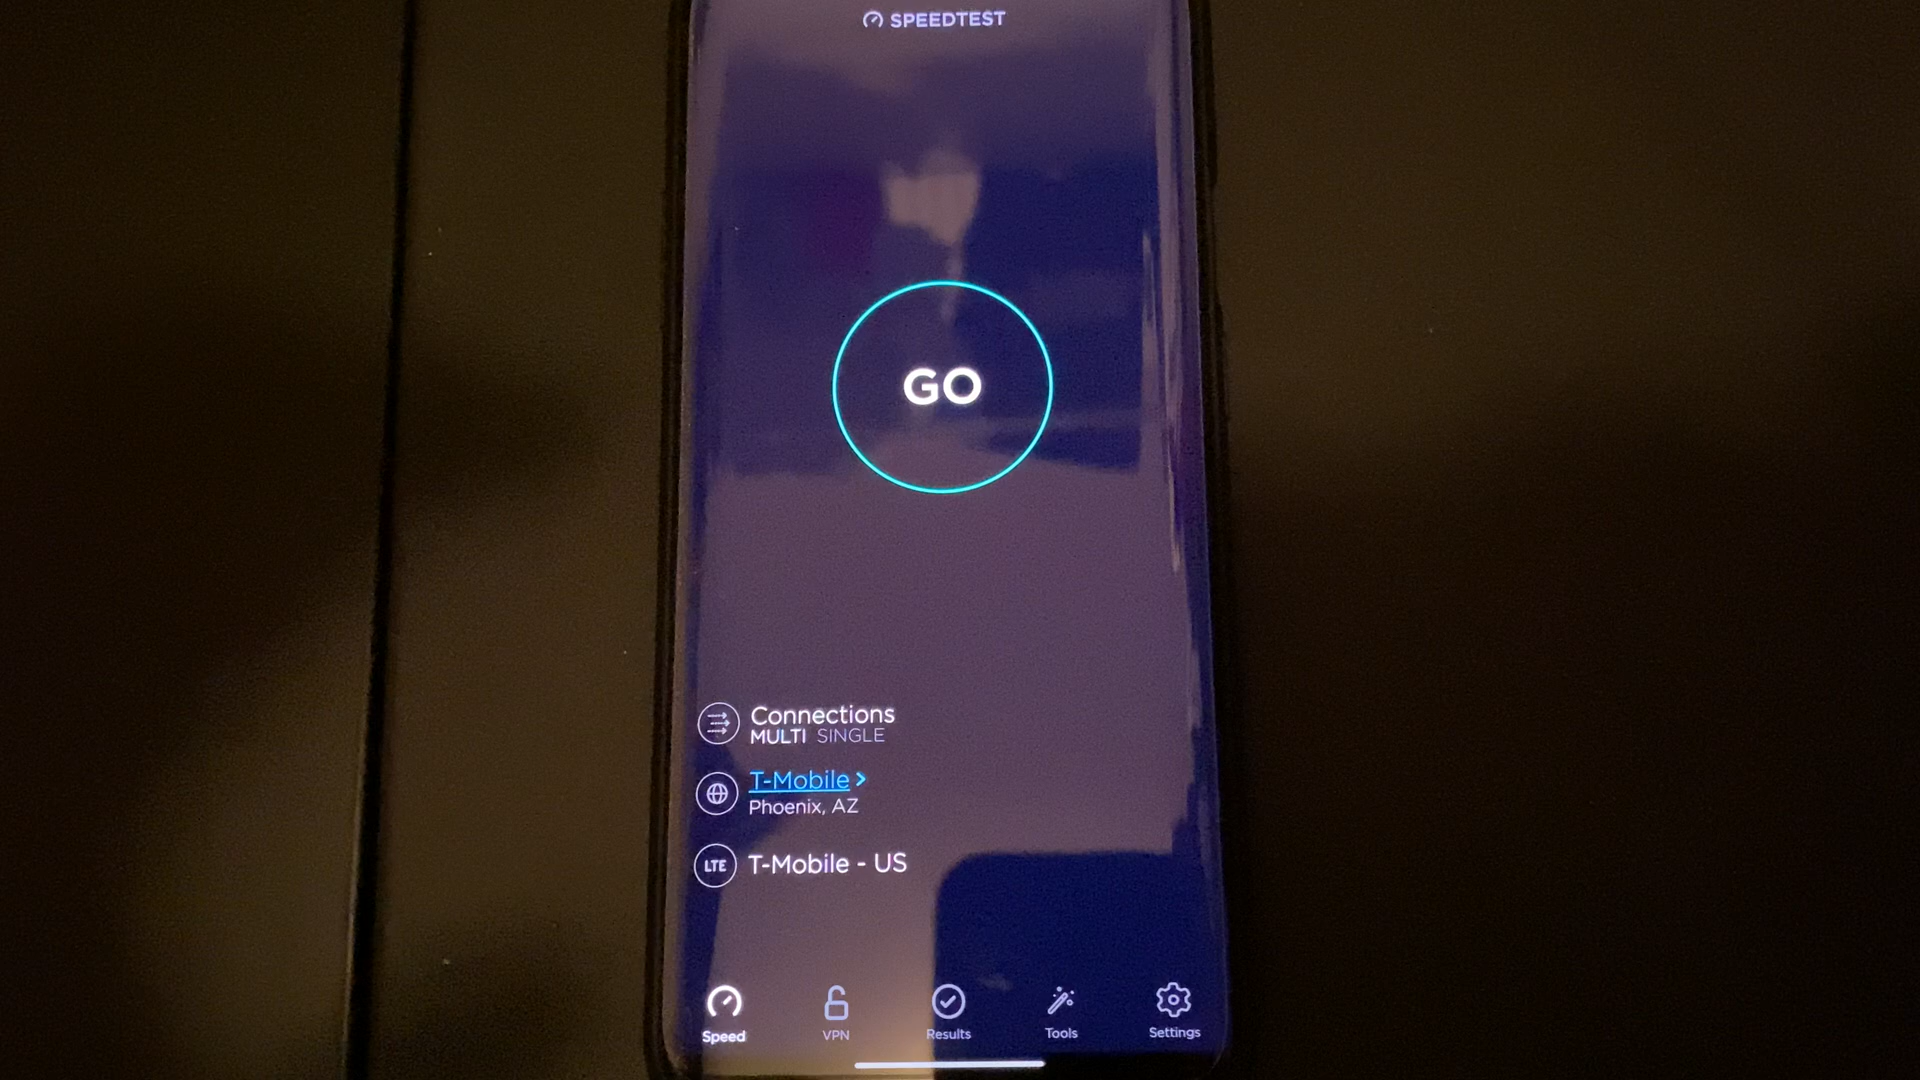 SPEEDTEST
GO
Connections
MULTI SINGLE
T-Mobile >
Phoenix, AZ
LTE T-Mobile - US
Speed VPN Results Tools Settings